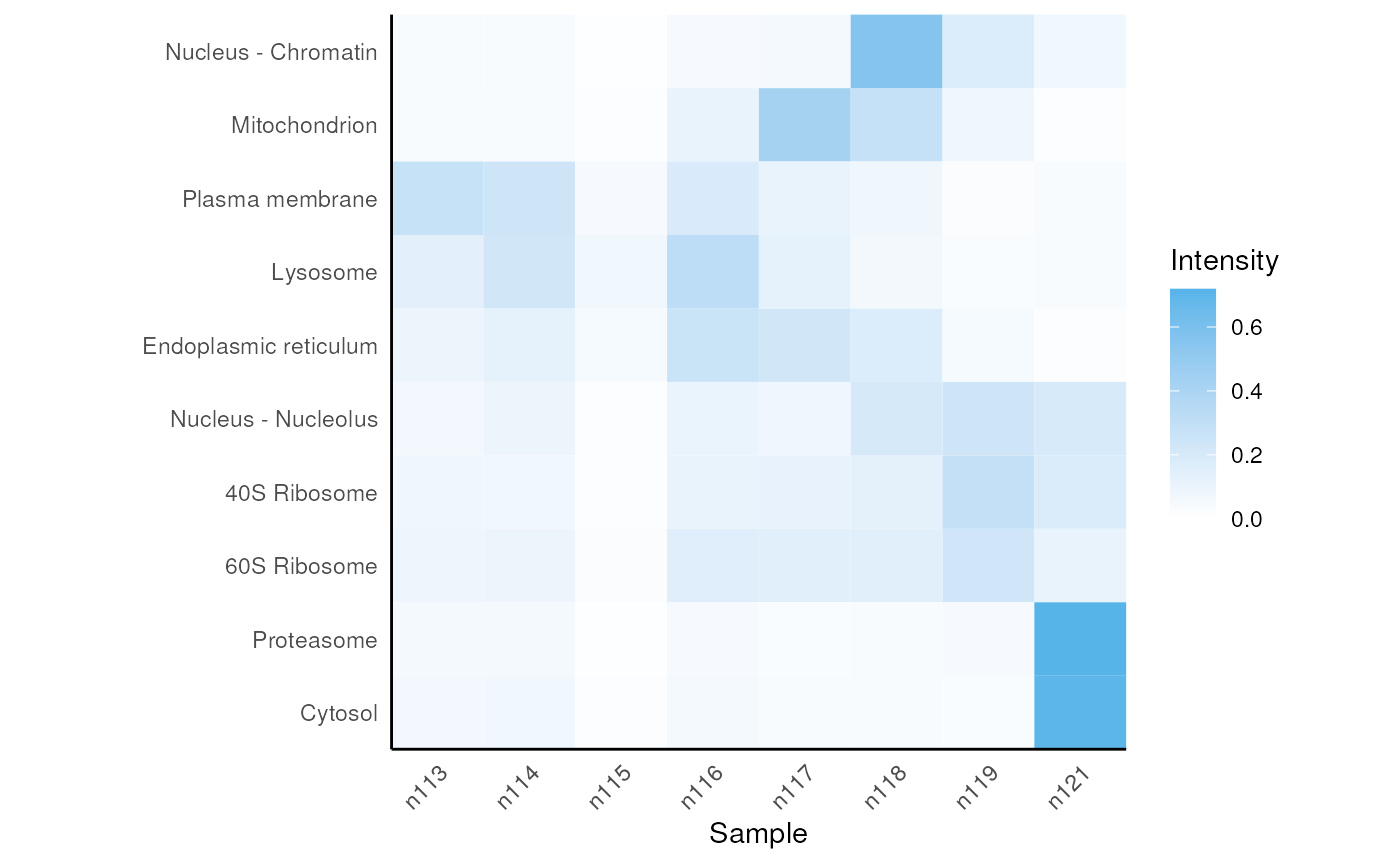 Nucleus - Chromatin
Mitochondrion
Plasma membrane
Lysosome
Endoplasmic reticulum
Nucleus - Nucleolus
40S Ribosome
60S Ribosome
Proteasome
Cytosol
n113
n114
n115
n116
n117
n118
n119
n121
Sample
Intensity
0.6
0.4
0.2
0.0